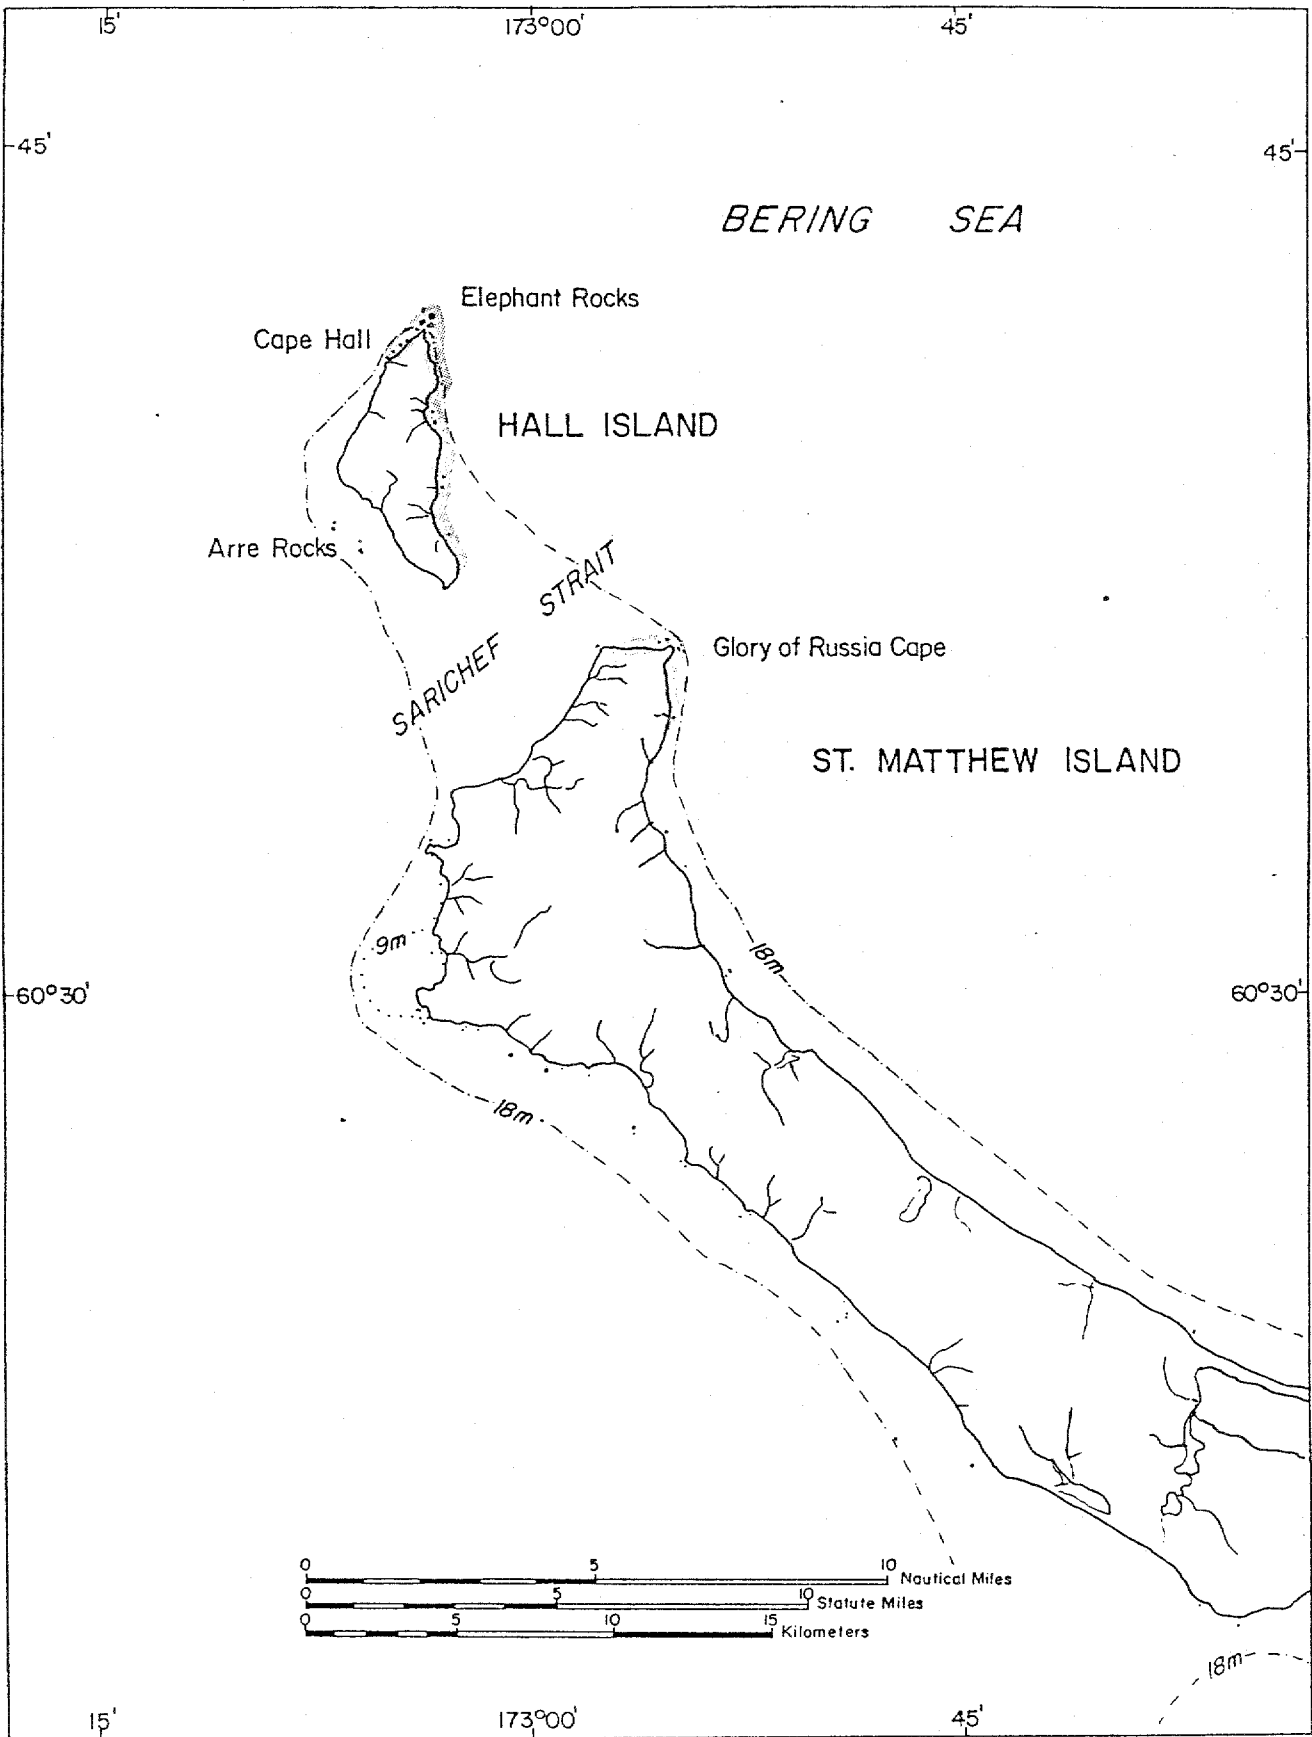 15' 173°00' 45'
45' 45'
BERING SEA
Elephant Rocks
Cape Hall
HALL ISLAND
Arre Rocks
SARICHEF STRAIT
Glory of Russia Cape
ST. MATTHEW ISLAND
9m
18m
60°30' 60°30'
18m
0 5 10 Nautical Miles
0 5 10 Statute Miles
0 5 10 15 Kilometers
18m
15' 173°00' 45'